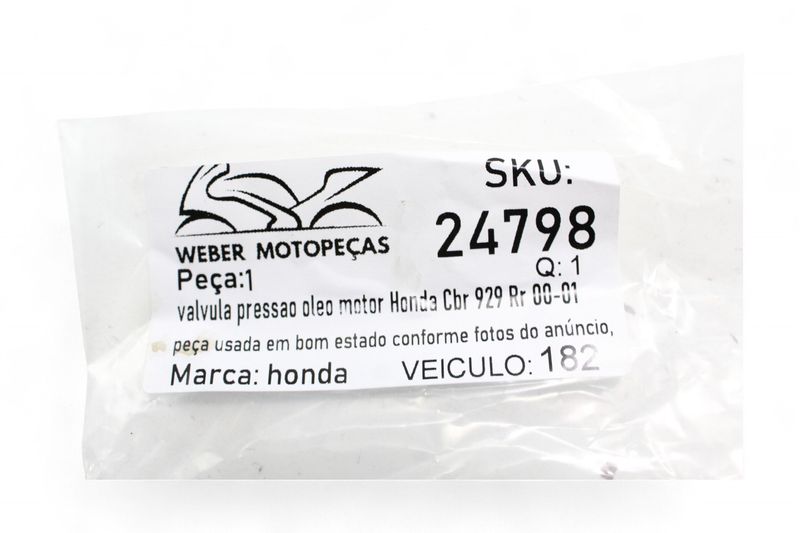 WEBER MOTOPEÇAS
SKU:
24798
Q: 1
Peça:1
valvula pressao oleo motor Honda Cbr 929 Rr 00-01
peça usada em bom estado conforme fotos do anúncio,
Marca: honda
VEICULO: 182